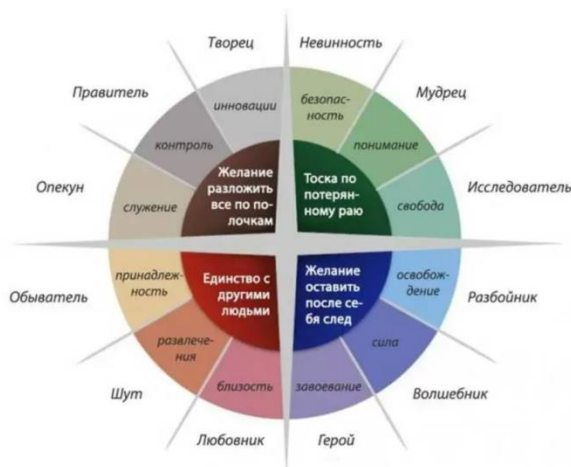 Творец
Невинность
Правитель
Мудрец
Опекун
Исследователь
Обыватель
Разбойник
Шут
Волшебник
Любовник
Герой
инновации
безопас-
ность
контроль
понимание
служение
свобода
Желание
разложить
все по по-
лочкам
Тоска по
потерян-
ному раю
Единство с
другими
людьми
Желание
оставить
после се-
бя след
принадлеж-
ность
освобож-
дение
развлече-
ния
сила
близость
завоевание